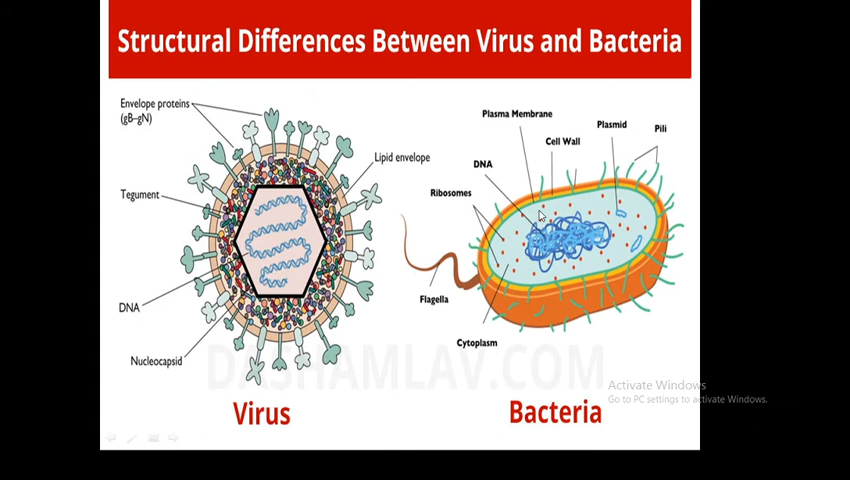 Structural Differences Between Virus and Bacteria
Envelope proteins
(gB–gN)
Lipid envelope
Tegument
DNA
Nucleocapsid
Plasma Membrane
Cell Wall
Plasmid
Pili
DNA
Ribosomes
Flagella
Cytoplasm
DASHAMLAV.COM
Virus
Bacteria
Activate Windows
Go to PC settings to activate Windows.